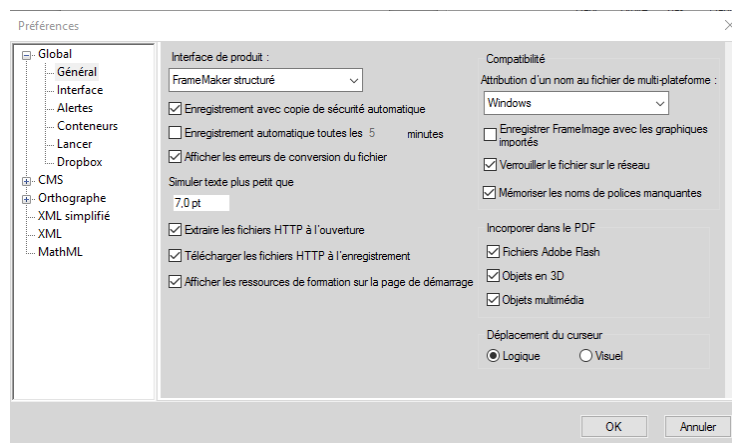 Préférences
Global
Général
Interface
Alertes
Conteneurs
Lancer
Dropbox
CMS
Orthographe
XML simplifié
XML
MathML
Interface de produit :
FrameMaker structuré
Enregistrement avec copie de sécurité automatique
Enregistrement automatique toutes les 5 minutes
Afficher les erreurs de conversion du fichier
Simuler texte plus petit que
7,0 pt
Extraire les fichiers HTTP à l'ouverture
Télécharger les fichiers HTTP à l'enregistrement
Afficher les ressources de formation sur la page de démarrage
Compatibilité
Attribution d'un nom au fichier de multi-plateforme :
Windows
Enregistrer FrameImage avec les graphiques
importés
Verrouiller le fichier sur le réseau
Mémoriser les noms de polices manquantes
Incorporer dans le PDF
Fichiers Adobe Flash
Objets en 3D
Objets multimédia
Déplacement du curseur
Logique
Visuel
OK
Annuler